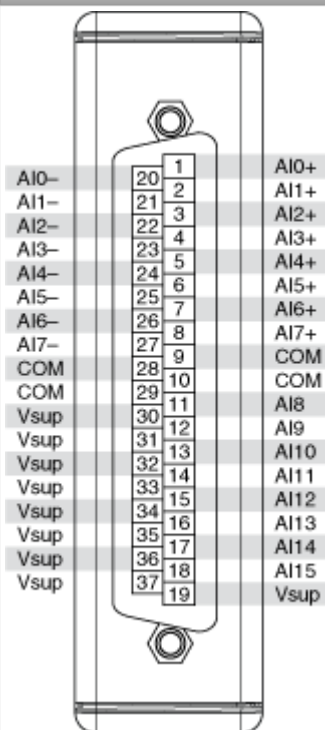 1 AI0+
AI0– 20
2 AI1+
AI1– 21
3 AI2+
AI2– 22
4 AI3+
AI3– 23
5 AI4+
AI4– 24
6 AI5+
AI5– 25
7 AI6+
AI6– 26
8 AI7+
AI7– 27
9 COM
COM 28
10 COM
COM 29
11 AI8
Vsup 30
12 AI9
Vsup 31
13 AI10
Vsup 32
14 AI11
Vsup 33
15 AI12
Vsup 34
16 AI13
Vsup 35
17 AI14
Vsup 36
18 AI15
Vsup 37
19 Vsup